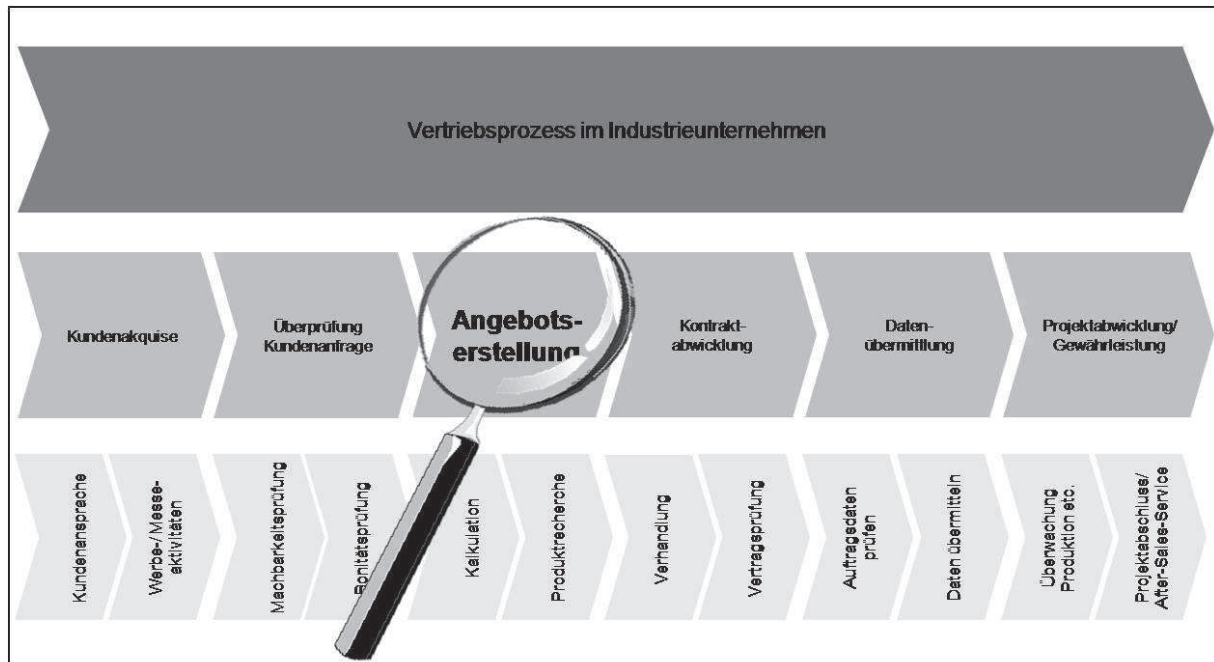 Vertriebsprozess im Industrieunternehmen
Kundenakquise
Überprüfung
Kundenanfrage
Angebots-
erstellung
Kontrakt-
abwicklung
Daten-
übermittlung
Projektabwicklung/
Gewährleistung
Kundenansprache
Werbe-/Messe-
aktivitäten
Machbarkeitsprüfung
Bonitätsprüfung
Kalkulation
Produktrecherche
Verhandlung
Vertragsprüfung
Auftragsdaten
prüfen
Daten übermitteln
Überwachung
Produktion etc.
Projektabschluss/
After-Sales-Service